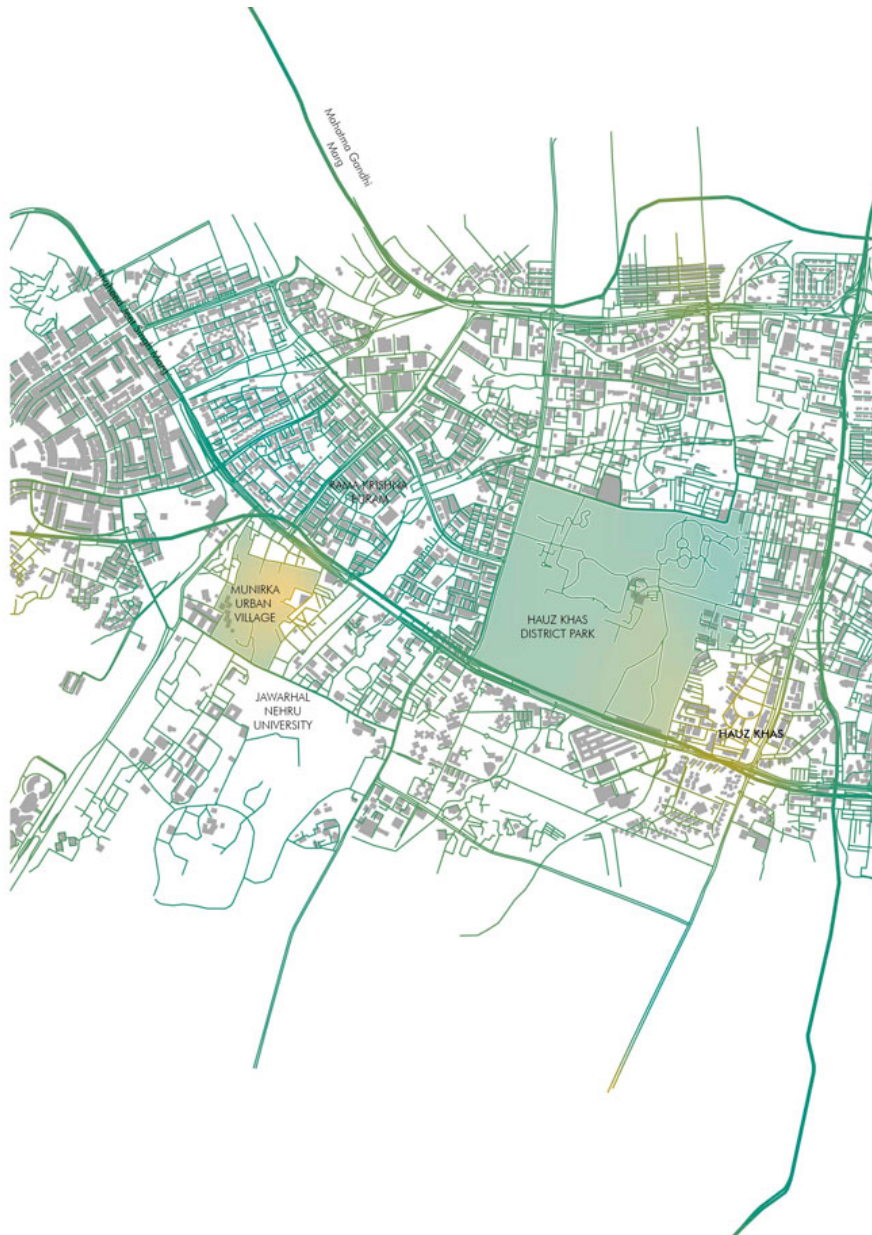 Mahatma Gandhi
Marg
RAMA KRISHNA
PURAM
MUNIRKA
URBAN
VILLAGE
HAUZ KHAS
DISTRICT PARK
JAWARHAL
NEHRU
UNIVERSITY
HAUZ KHAS